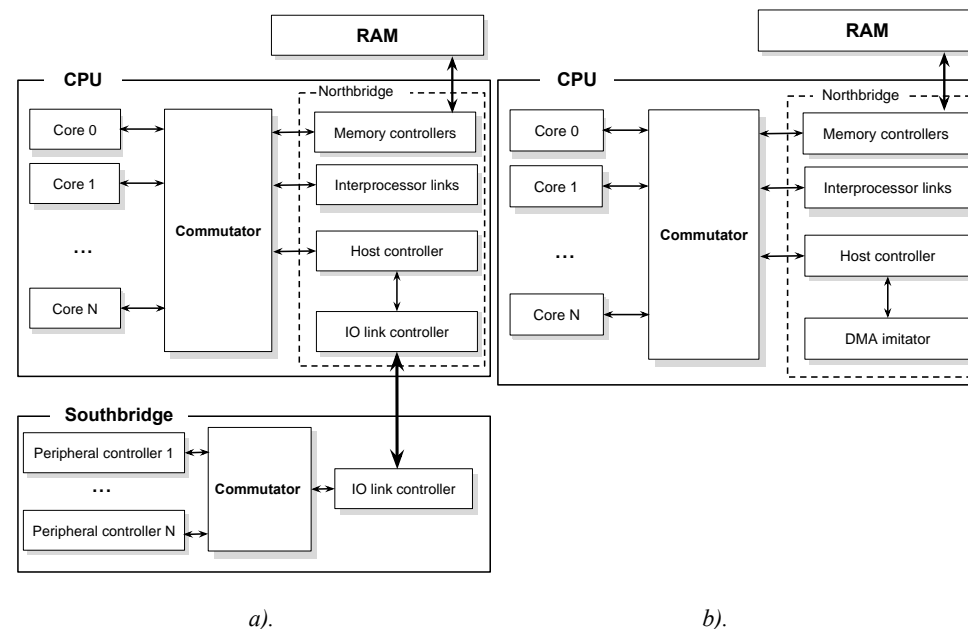 RAM
CPU
Northbridge
Core 0
Core 1
...
Core N
Commutator
Memory controllers
Interprocessor links
Host controller
IO link controller
Southbridge
Peripheral controller 1
...
Peripheral controller N
Commutator
IO link controller
a).
RAM
CPU
Northbridge
Core 0
Core 1
...
Core N
Commutator
Memory controllers
Interprocessor links
Host controller
DMA imitator
b).